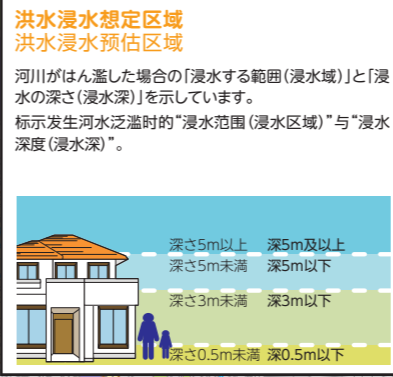 洪水浸水想定区域
洪水浸水预估区域
河川がはん濫した場合の「浸水する範囲(浸水域)」と「浸
水の深さ(浸水深)」を示しています。
标示发生河水泛滥时的“浸水范围(浸水区域)”与“浸水
深度(浸水深)”。
深さ5m以上 深5m及以上
深さ5m未満 深5m以下
深さ3m未満 深3m以下
深さ0.5m未満 深0.5m以下